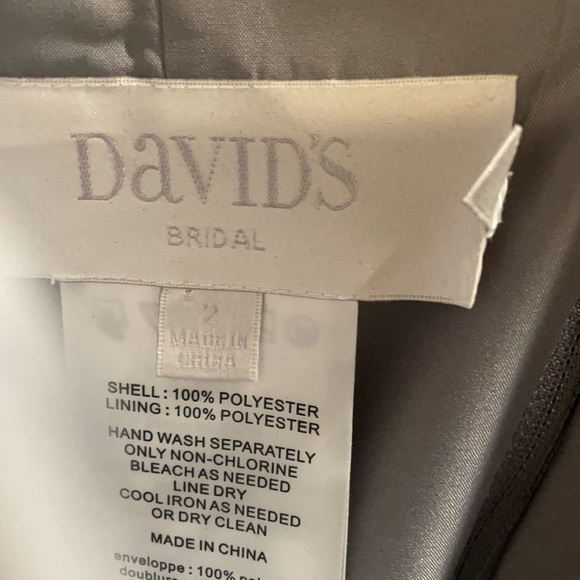 DaVID'S
BRIDAL
2
MADE IN
CHINA
SHELL : 100% POLYESTER
LINING : 100% POLYESTER
HAND WASH SEPARATELY
ONLY NON-CHLORINE
BLEACH AS NEEDED
LINE DRY
COOL IRON AS NEEDED
OR DRY CLEAN
MADE IN CHINA
enveloppe : 100%
doublure